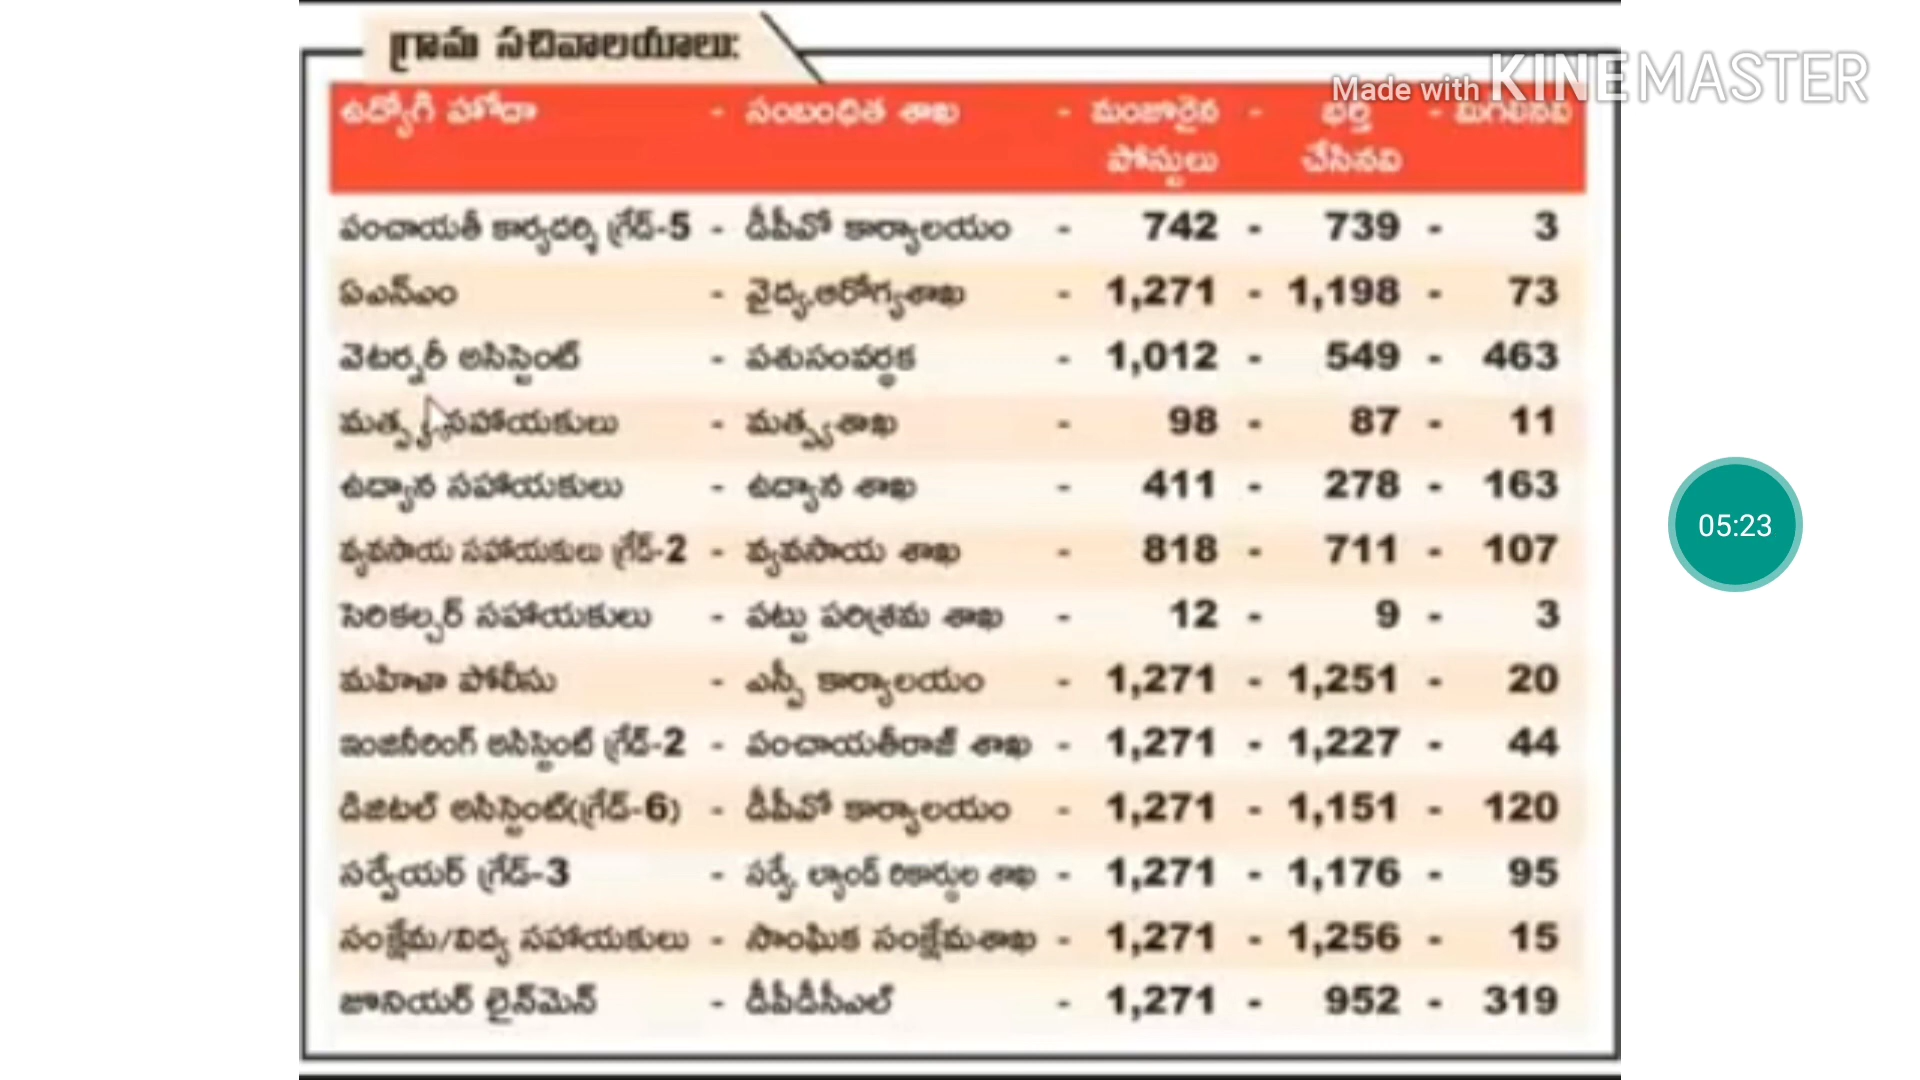 గ్రామ సచివాలయాలు:
Made with KINEMASTER
ఉద్యోగి హోదా - సంబంధిత శాఖ - మంజూరైన - భర్తీ - మిగిలినవి
పోస్టులు చేసినవి
పంచాయతీ కార్యదర్శి గ్రేడ్-5 - డీపీవో కార్యాలయం - 742 - 739 - 3
ఏఎన్ఎం - వైద్య,ఆరోగ్యశాఖ - 1,271 - 1,198 - 73
వెటర్నరీ అసిస్టెంట్ - పశుసంవర్థక - 1,012 - 549 - 463
మత్స్య సహాయకులు - మత్స్యశాఖ - 98 - 87 - 11
ఉద్యాన సహాయకులు - ఉద్యాన శాఖ - 411 - 278 - 163
వ్యవసాయ సహాయకులు గ్రేడ్-2 - వ్యవసాయ శాఖ - 818 - 711 - 107
సెరికల్చర్ సహాయకులు - పట్టు పరిశ్రమ శాఖ - 12 - 9 - 3
మహిళా పోలీసు - ఎస్పీ కార్యాలయం - 1,271 - 1,251 - 20
ఇంజినీరింగ్ అసిస్టెంట్ గ్రేడ్-2 - పంచాయతీరాజ్ శాఖ - 1,271 - 1,227 - 44
డిజిటల్ అసిస్టెంట్(గ్రేడ్-6) - డీపీవో కార్యాలయం - 1,271 - 1,151 - 120
సర్వేయర్ గ్రేడ్-3 - సర్వే, ల్యాండ్ రికార్డుల శాఖ - 1,271 - 1,176 - 95
సంక్షేమ/విద్య సహాయకులు - సాంఘిక సంక్షేమశాఖ - 1,271 - 1,256 - 15
జూనియర్ లైన్‌మెన్ - డీపీడీసీఎల్ - 1,271 - 952 - 319
05:23